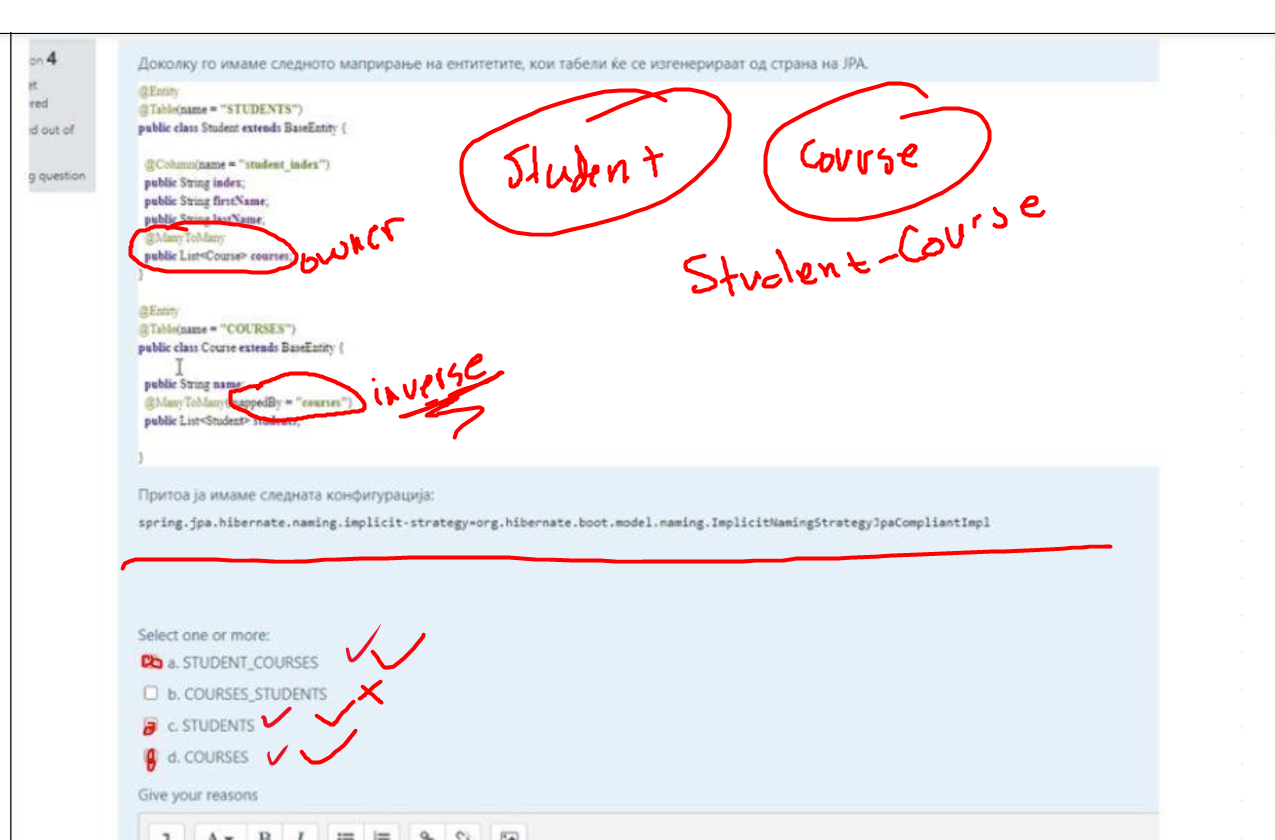 on 4
et
ered
d out of
g question
Доколку го имаме следното маприрање на ентитетите, кои табели ќе се изгенерираат од страна на JPA.
@Entity
@Table(name = "STUDENTS")
public class Student extends BaseEntity {
@Column(name = "student_index")
public String index;
public String firstName;
public String lastName;
@ManyToMany
public List<Course> courses;
}
owner
Student
Course
Student-Course
@Entity
@Table(name = "COURSES")
public class Course extends BaseEntity {
public String name;
@ManyToMany(mappedBy = "courses")
public List<Student> students;
}
inverse
Притоа ја имаме следната конфигурација:
spring.jpa.hibernate.naming.implicit-strategy=org.hibernate.boot.model.naming.ImplicitNamingStrategyJpaCompliantImpl
Select one or more:
a. STUDENT_COURSES
b. COURSES_STUDENTS
c. STUDENTS
d. COURSES
Give your reasons
A B I